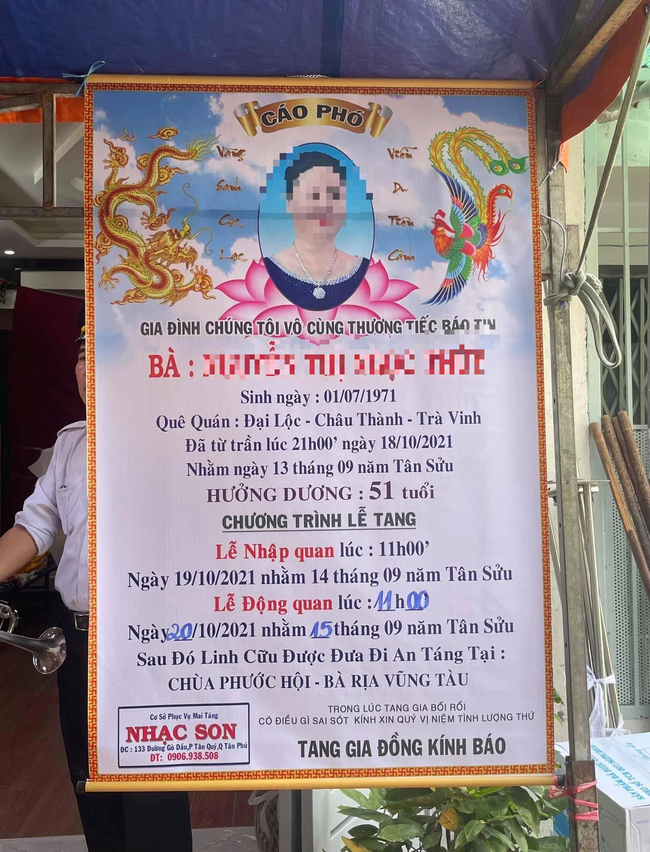 CÁO PHÓ
Vãng Sanh Cực Lạc
Viễn Du Tiên Cảnh
GIA ĐÌNH CHÚNG TÔI VÔ CÙNG THƯƠNG TIẾC BÁO TIN
BÀ :
Sinh ngày : 01/07/1971
Quê Quán : Đại Lộc - Châu Thành - Trà Vinh
Đã từ trần lúc 21h00’ ngày 18/10/2021
Nhằm ngày 13 tháng 09 năm Tân Sửu
HƯỞNG DƯƠNG : 51 tuổi
CHƯƠNG TRÌNH LỄ TANG
Lễ Nhập quan lúc : 11h00’
Ngày 19/10/2021 nhằm 14 tháng 09 năm Tân Sửu
Lễ Động quan lúc : 11h00
Ngày 20/10/2021 nhằm 15 tháng 09 năm Tân Sửu
Sau Đó Linh Cữu Được Đưa Đi An Táng Tại :
CHÙA PHƯỚC HỘI - BÀ RỊA VŨNG TÀU
Cơ Sở Phục Vụ Mai Táng
NHẠC SON
ĐC : 133 Đường Gò Dầu,P Tân Quý,Q Tân Phú
ĐT: 0906.938.508
TRONG LÚC TANG GIA BỐI RỐI
CÓ ĐIỀU GÌ SAI SÓT KÍNH XIN QUÝ VỊ NIỆM TÌNH LƯỢNG THỨ
TANG GIA ĐỒNG KÍNH BÁO